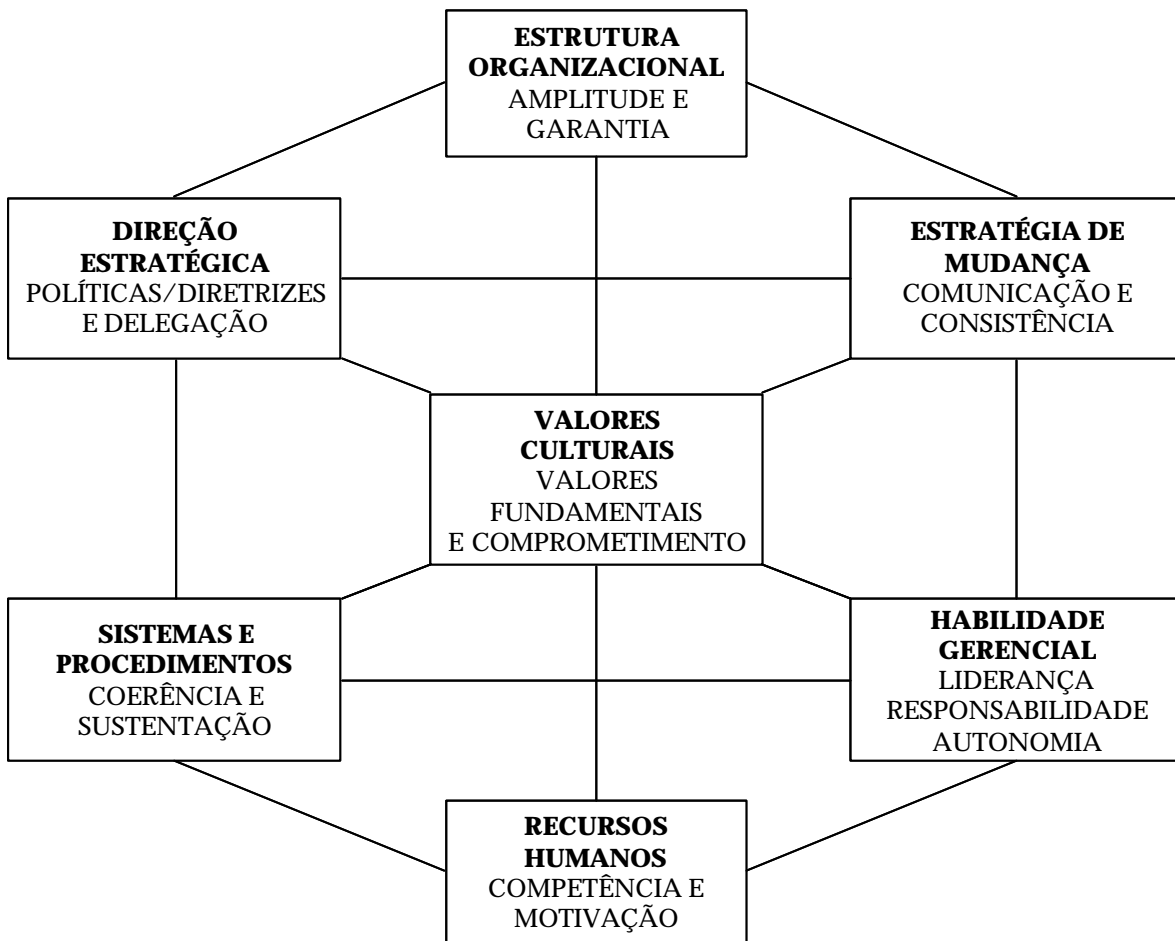 ESTRUTURA
ORGANIZACIONAL
AMPLITUDE E
GARANTIA
DIREÇÃO
ESTRATÉGICA
POLÍTICAS/DIRETRIZES
E DELEGAÇÃO
ESTRATÉGIA DE
MUDANÇA
COMUNICAÇÃO E
CONSISTÊNCIA
VALORES
CULTURAIS
VALORES
FUNDAMENTAIS
E COMPROMETIMENTO
SISTEMAS E
PROCEDIMENTOS
COERÊNCIA E
SUSTENTAÇÃO
HABILIDADE
GERENCIAL
LIDERANÇA
RESPONSABILIDADE
AUTONOMIA
RECURSOS
HUMANOS
COMPETÊNCIA E
MOTIVAÇÃO